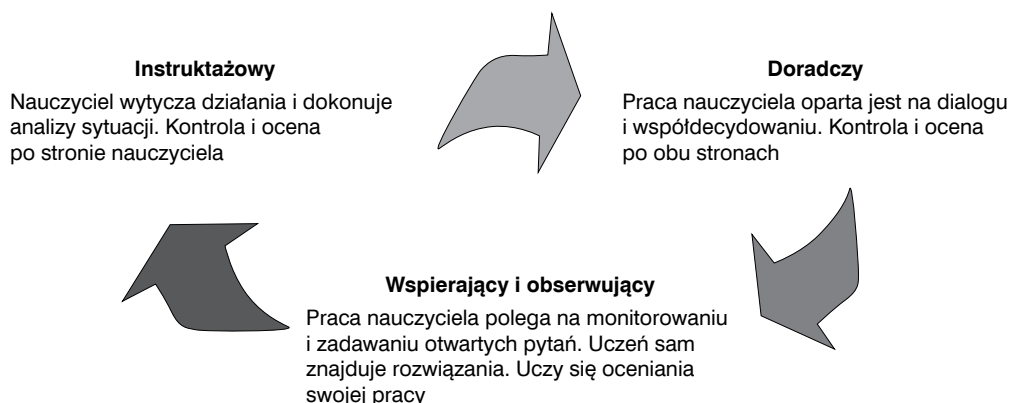 Instruktażowy
Nauczyciel wytycza działania i dokonuje
analizy sytuacji. Kontrola i ocena
po stronie nauczyciela
Doradczy
Praca nauczyciela oparta jest na dialogu
i współdecydowaniu. Kontrola i ocena
po obu stronach
Wspierający i obserwujący
Praca nauczyciela polega na monitorowaniu
i zadawaniu otwartych pytań. Uczeń sam
znajduje rozwiązania. Uczy się oceniania
swojej pracy